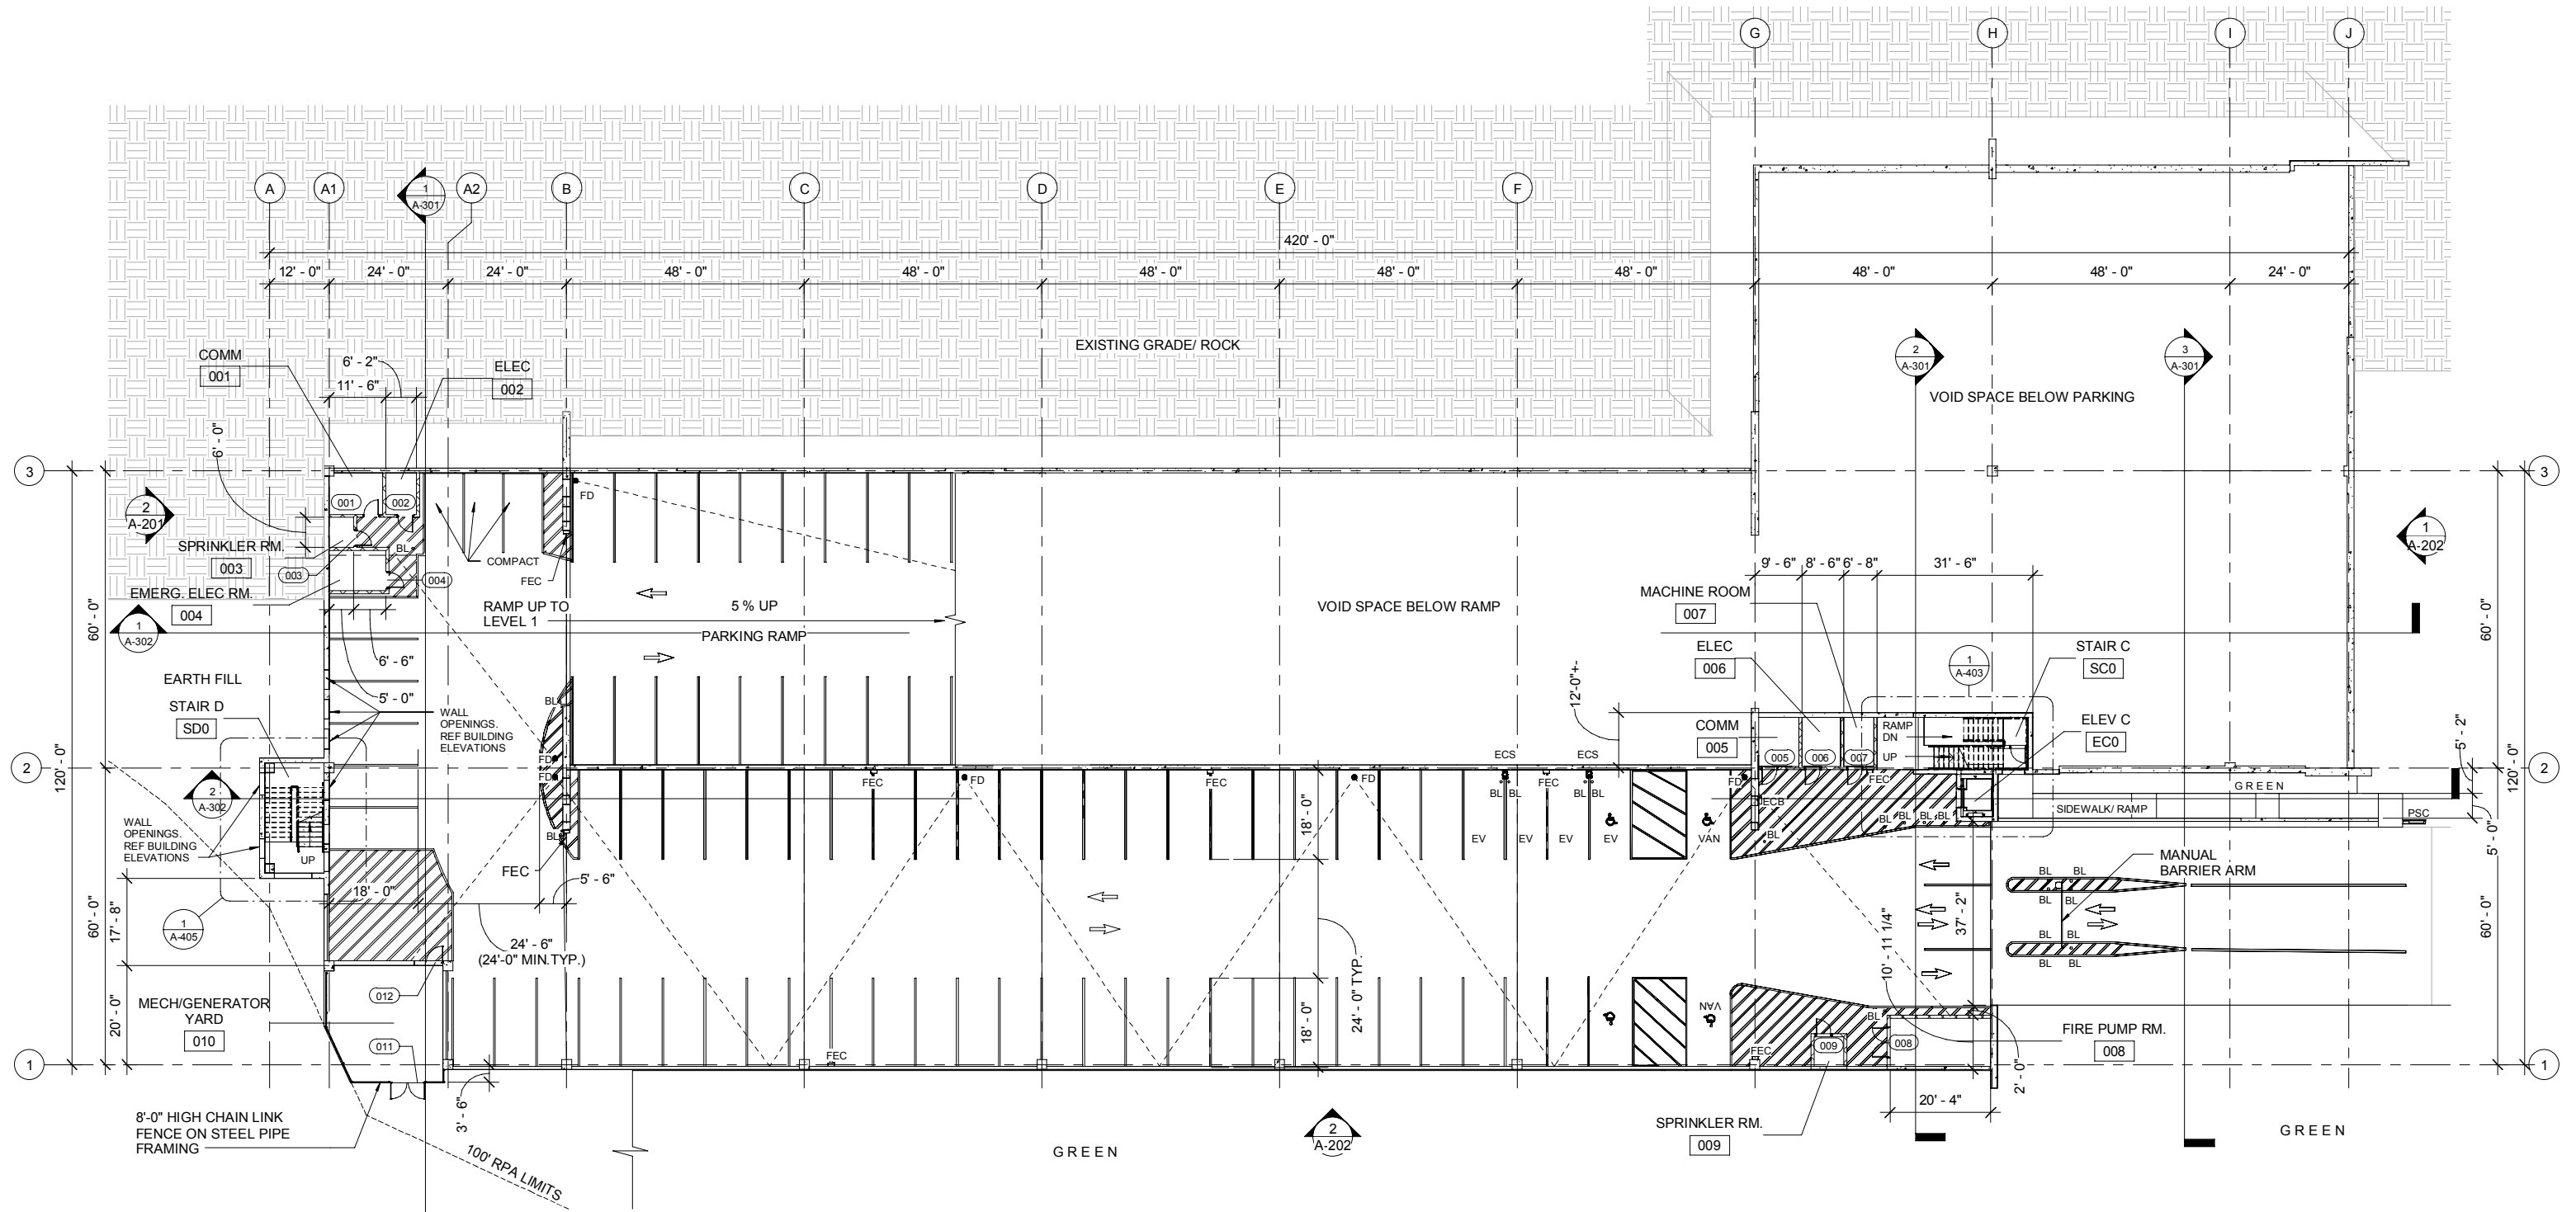 G
H
I
J
A
A1
1
A-301
A2
B
C
D
E
F
420' - 0"
12' - 0"
24' - 0"
24' - 0"
48' - 0"
48' - 0"
48' - 0"
48' - 0"
48' - 0"
48' - 0"
48' - 0"
24' - 0"
EXISTING GRADE/ ROCK
COMM
001
6' - 2"
11' - 6"
ELEC
002
2
A-301
3
A-301
VOID SPACE BELOW PARKING
6' - 0"
3
3
001
002
FD
2
A-201
COMPACT
SPRINKLER RM.
003
003
BL
004
FEC
1
A-202
EMERG. ELEC RM.
004
1
A-302
RAMP UP TO
LEVEL 1
5 % UP
PARKING RAMP
VOID SPACE BELOW RAMP
9' - 6"
8' - 6"
6' - 8"
31' - 6"
MACHINE ROOM
007
60' - 0"
60' - 0"
6' - 6"
5' - 0"
EARTH FILL
STAIR D
SD0
WALL
OPENINGS.
REF BUILDING
ELEVATIONS
BL
ELEC
006
1
A-403
STAIR C
SC0
12'-0"+-
COMM
005
RAMP
DN
UP
ELEV C
EC0
5' - 2"
120' - 0"
120' - 0"
2
2
FD
FD
ECS
ECS
005
006
007
FEC
FD
FEC
FEC
FD
FD
FEC
GREEN
2
A-302
BL
BL
BL
BL
ECB
SIDEWALK/ RAMP
PSC
WALL
OPENINGS.
REF BUILDING
ELEVATIONS
UP
BL
FEC
18' - 0"
EV
EV
EV
EV
VAN
BL
BL
BL
BL
BL
5' - 0"
MANUAL
BARRIER ARM
BL
BL
BL
BL
18' - 0"
5' - 6"
1
A-405
17' - 8"
60' - 0"
24' - 6"
(24'-0" MIN.TYP.)
24' - 0" TYP.
37' - 2"
10' - 11 1/4"
60' - 0"
BL
BL
BL
BL
MECH/GENERATOR
YARD
010
012
011
20' - 0"
18' - 0"
VAN
BL
FEC
FEC
009
008
FIRE PUMP RM.
008
1
1
3' - 6"
2' - 0"
20' - 4"
8'-0" HIGH CHAIN LINK
FENCE ON STEEL PIPE
FRAMING
100' RPA LIMITS
GREEN
2
A-202
SPRINKLER RM.
009
GREEN